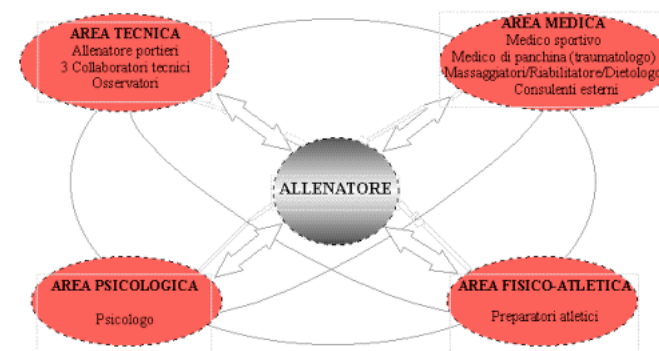 AREA TECNICA
Allenatore portieri
3 Collaboratori tecnici
Osservatori
AREA MEDICA
Medico sportivo
Medico di panchina (traumatologo)
Massaggiatori/Riabilitatore/Dietologo
Consulenti esterni
ALLENATORE
AREA PSICOLOGICA
Psicologo
AREA FISICO-ATLETICA
Preparatori atletici